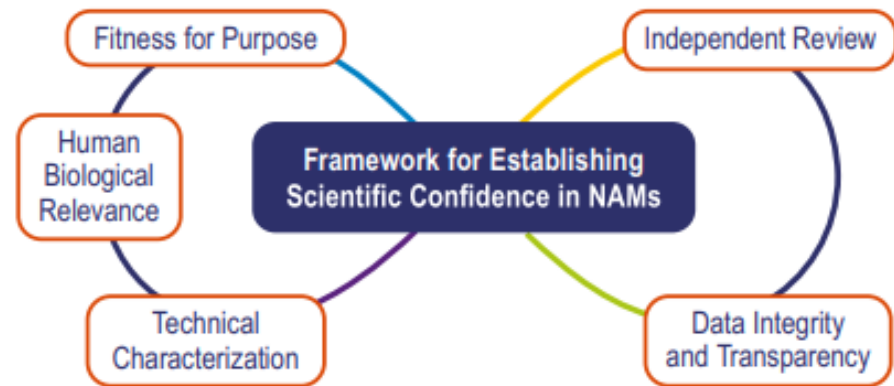 Fitness for Purpose
Independent Review
Human
Biological
Relevance
Framework for Establishing
Scientific Confidence in NAMs
Technical
Characterization
Data Integrity
and Transparency